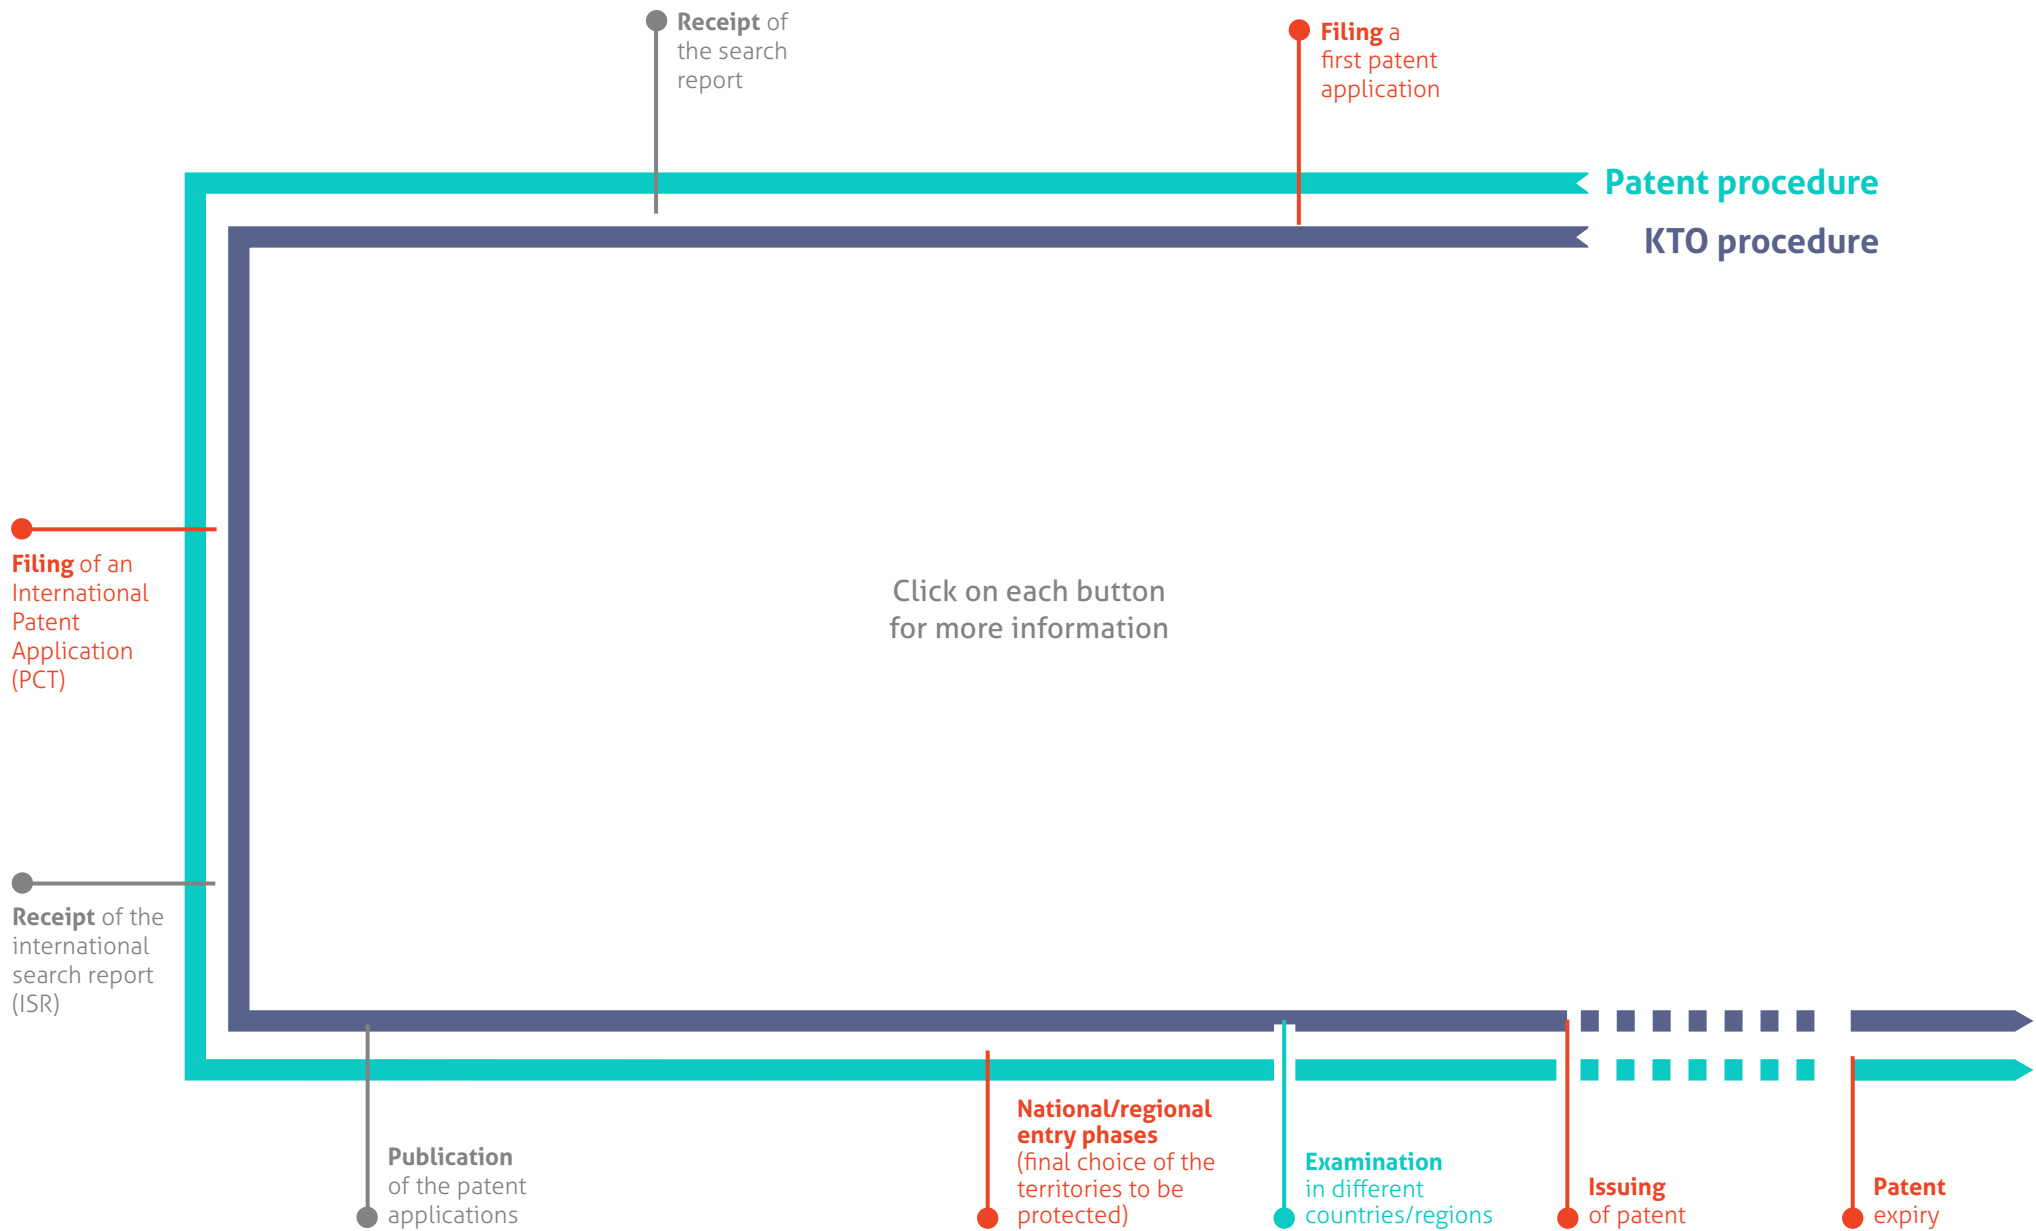 Receipt of
the search
report
Filing a
first patent
application
Patent procedure
KTO procedure
Filing of an
International
Patent
Application
(PCT)
Click on each button
for more information
Receipt of the
international
search report
(ISR)
Publication
of the patent
applications
National/regional
entry phases
(final choice of the
territories to be
protected)
Examination
in different
countries/regions
Issuing
of patent
Patent
expiry